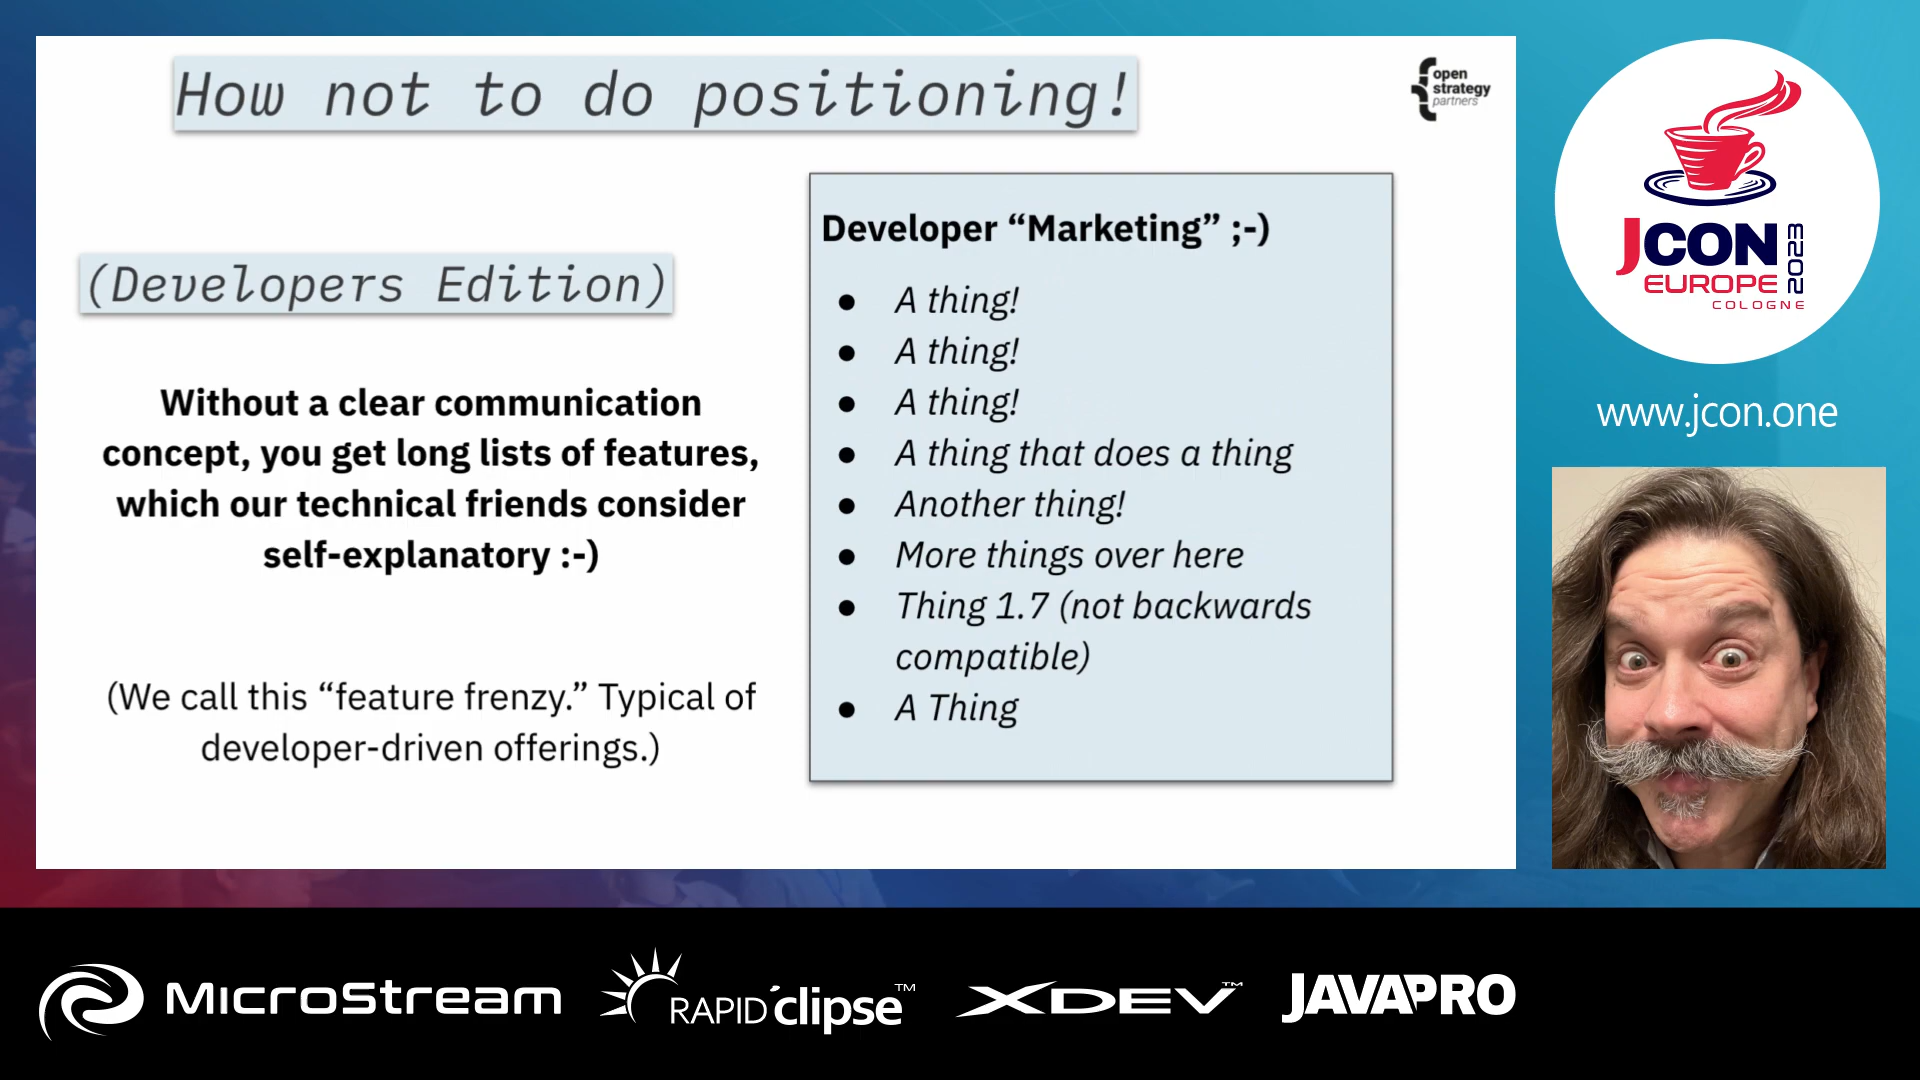 How not to do positioning!
open
strategy
partners
(Developers Edition)
Without a clear communication
concept, you get long lists of features,
which our technical friends consider
self-explanatory :-)
(We call this “feature frenzy.” Typical of
developer-driven offerings.)
Developer “Marketing” ;-)
● A thing!
● A thing!
● A thing!
● A thing that does a thing
● Another thing!
● More things over here
● Thing 1.7 (not backwards
compatible)
● A Thing
JCON
EUROPE
COLOGNE
2023
www.jcon.one
MicroStream
RAPIDclipse™
XDEV™
JAVAPRO